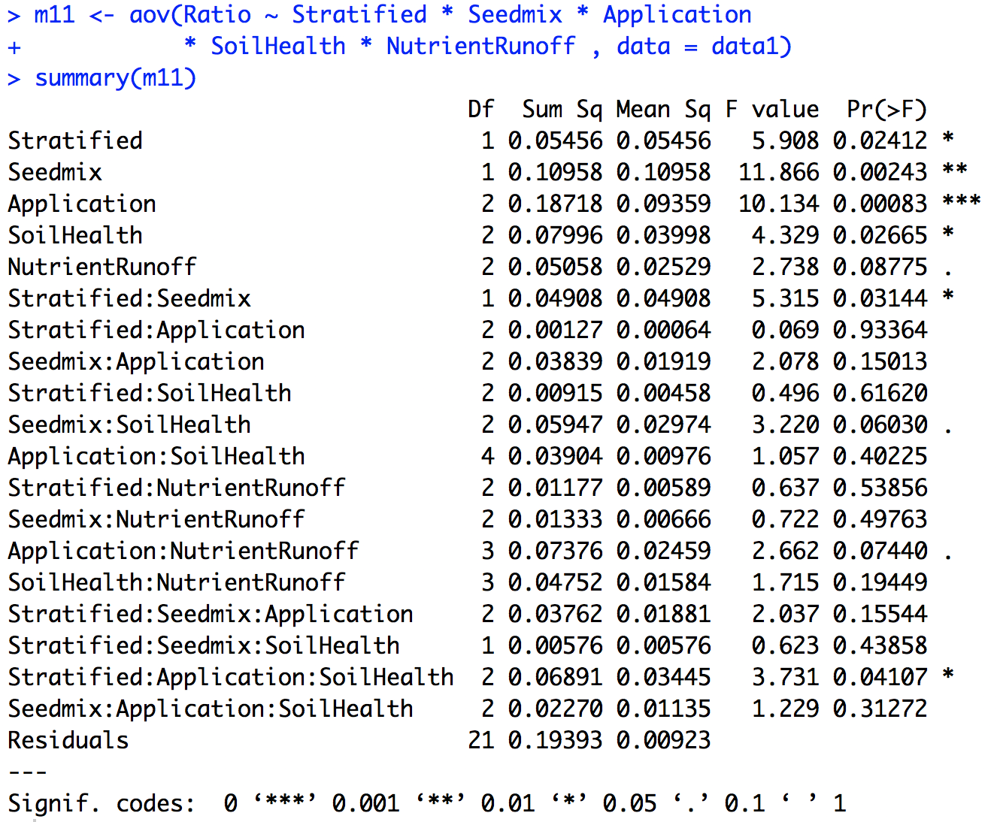 > m11 <- aov(Ratio ~ Stratified * Seedmix * Application
+             * SoilHealth * NutrientRunoff , data = data1)
> summary(m11)
                                  Df  Sum Sq Mean Sq F value  Pr(>F)
Stratified                         1 0.05456 0.05456   5.908 0.02412 *
Seedmix                            1 0.10958 0.10958  11.866 0.00243 **
Application                        2 0.18718 0.09359  10.134 0.00083 ***
SoilHealth                         2 0.07996 0.03998   4.329 0.02665 *
NutrientRunoff                     2 0.05058 0.02529   2.738 0.08775 .
Stratified:Seedmix                 1 0.04908 0.04908   5.315 0.03144 *
Stratified:Application             2 0.00127 0.00064   0.069 0.93364
Seedmix:Application                2 0.03839 0.01919   2.078 0.15013
Stratified:SoilHealth              2 0.00915 0.00458   0.496 0.61620
Seedmix:SoilHealth                 2 0.05947 0.02974   3.220 0.06030 .
Application:SoilHealth             4 0.03904 0.00976   1.057 0.40225
Stratified:NutrientRunoff          2 0.01177 0.00589   0.637 0.53856
Seedmix:NutrientRunoff             2 0.01333 0.00666   0.722 0.49763
Application:NutrientRunoff         3 0.07376 0.02459   2.662 0.07440 .
SoilHealth:NutrientRunoff          3 0.04752 0.01584   1.715 0.19449
Stratified:Seedmix:Application     2 0.03762 0.01881   2.037 0.15544
Stratified:Seedmix:SoilHealth      1 0.00576 0.00576   0.623 0.43858
Stratified:Application:SoilHealth  2 0.06891 0.03445   3.731 0.04107 *
Seedmix:Application:SoilHealth     2 0.02270 0.01135   1.229 0.31272
Residuals                         21 0.19393 0.00923
---
Signif. codes:  0 ‘***’ 0.001 ‘**’ 0.01 ‘*’ 0.05 ‘.’ 0.1 ‘ ’ 1